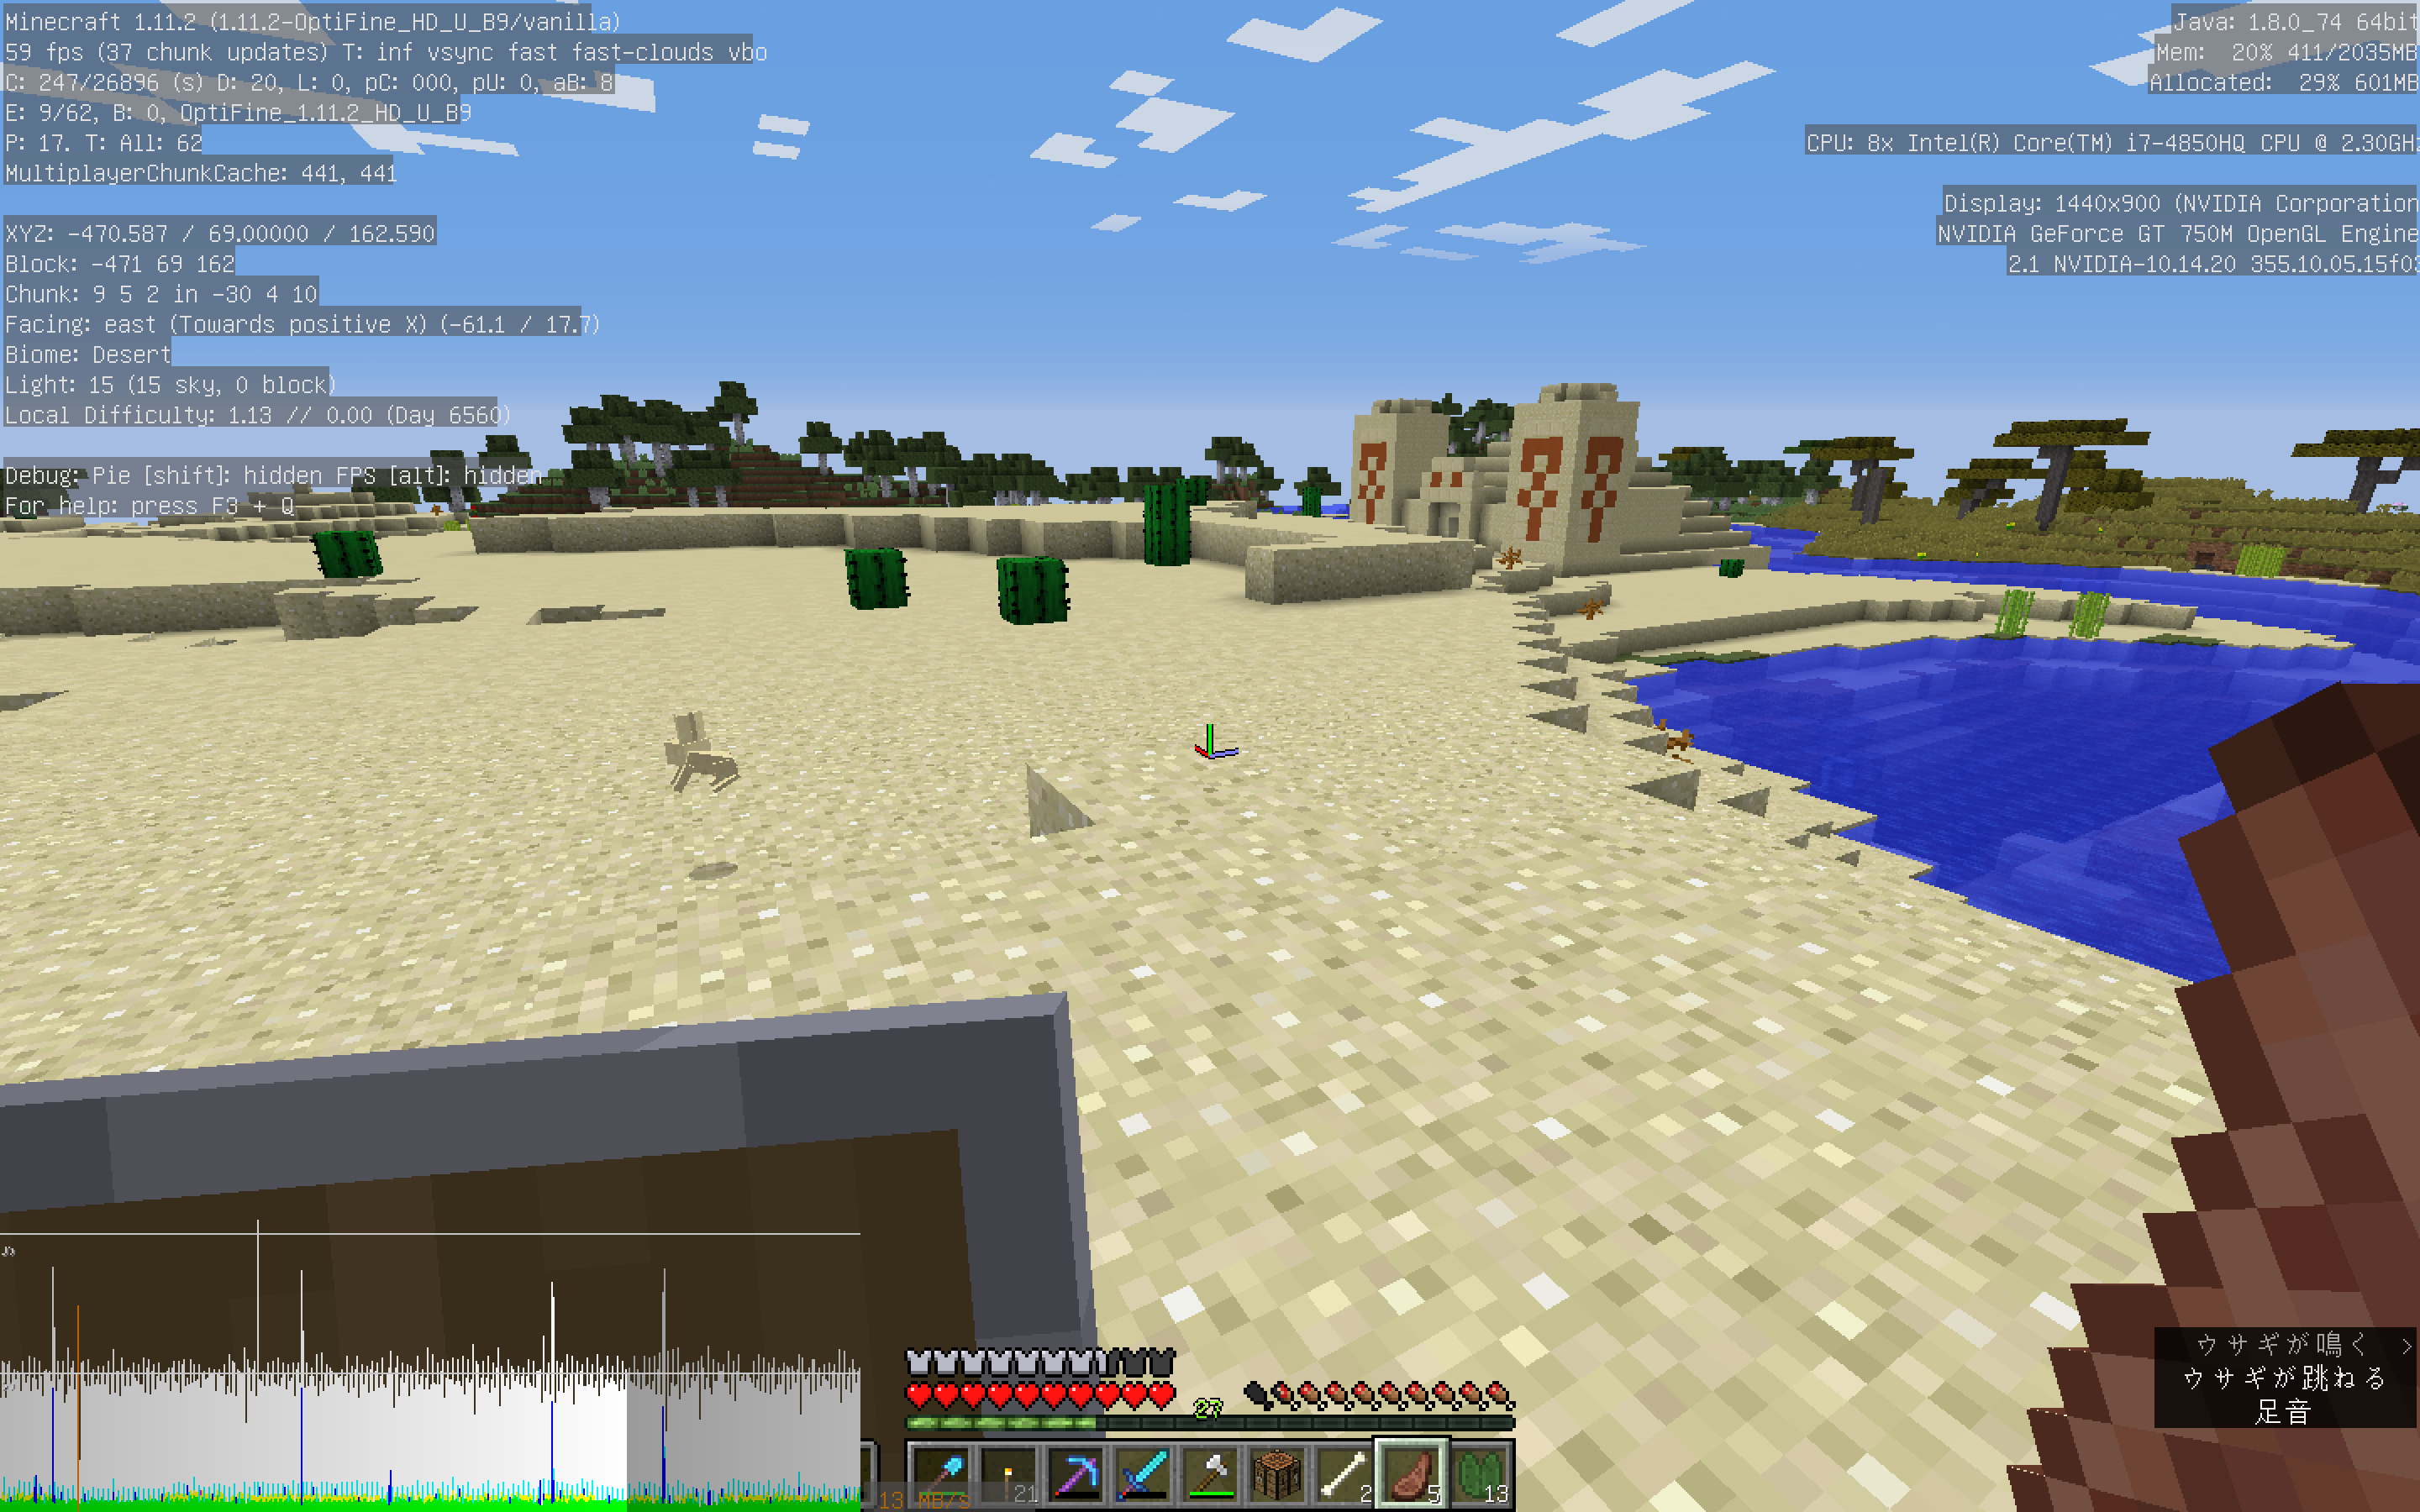 Minecraft 1.11.2 (1.11.2-OptiFine_HD_U_B9/vanilla)
59 fps (37 chunk updates) T: inf vsync fast fast-clouds vbo
C: 247/26896 (s) D: 20, L: 0, pC: 000, pU: 0, aB: 8
E: 9/62, B: 0, OptiFine_1.11.2_HD_U_B9
P: 17. T: All: 62
MultiplayerChunkCache: 441, 441
XYZ: -470.587 / 69.00000 / 162.590
Block: -471 69 162
Chunk: 9 5 2 in -30 4 10
Facing: east (Towards positive X) (-61.1 / 17.7)
Biome: Desert
Light: 15 (15 sky, 0 block)
Local Difficulty: 1.13 // 0.00 (Day 6560)
Debug: Pie [shift]: hidden FPS [alt]: hidden
For help: press F3 + Q
Java: 1.8.0_74 64bit
Mem: 20% 411/2035MB
Allocated: 29% 601MB
CPU: 8x Intel(R) Core(TM) i7-4850HQ CPU @ 2.30GHz
Display: 1440x900 (NVIDIA Corporation
NVIDIA GeForce GT 750M OpenGL Engine
2.1 NVIDIA-10.14.20 355.10.05.15f03
ウサギが鳴く >
ウサギが跳ねる
足音
27
21
2
5
13
13 MB/s